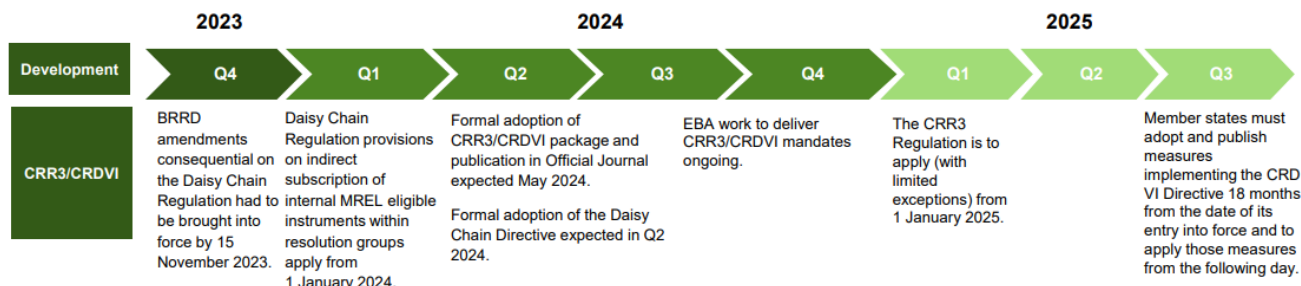 2023
2024
2025
Development
Q4
Q1
Q2
Q3
Q4
Q1
Q2
Q3
CRR3/CRDVI
BRRD
amendments
consequential on
the Daisy Chain
Regulation had to
be brought into
force by 15
November 2023.
Daisy Chain
Regulation provisions
on indirect
subscription of
internal MREL eligible
instruments within
resolution groups
apply from
1 January 2024.
Formal adoption of
CRR3/CRDVI package and
publication in Official Journal
expected May 2024.
Formal adoption of the Daisy
Chain Directive expected in Q2
2024.
EBA work to deliver
CRR3/CRDVI mandates
ongoing.
The CRR3
Regulation is to
apply (with
limited
exceptions) from
1 January 2025.
Member states must
adopt and publish
measures
implementing the CRD
VI Directive 18 months
from the date of its
entry into force and to
apply those measures
from the following day.